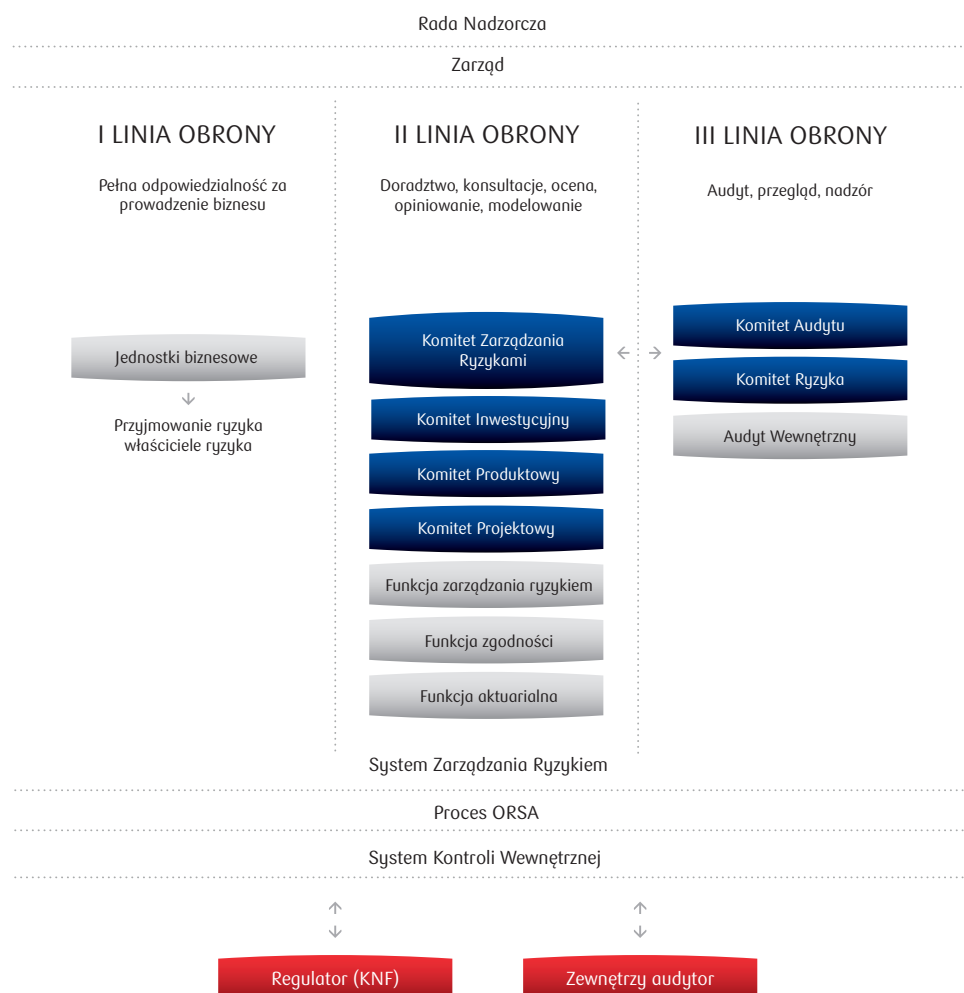 Rada Nadzorcza
Zarząd
I LINIA OBRONY
Pełna odpowiedzialność za
prowadzenie biznesu
Jednostki biznesowe
Przyjmowanie ryzyka
właściciele ryzyka
II LINIA OBRONY
Doradztwo, konsultacje, ocena,
opiniowanie, modelowanie
Komitet Zarządzania
Ryzykami
Komitet Inwestycyjny
Komitet Produktowy
Komitet Projektowy
Funkcja zarządzania ryzykiem
Funkcja zgodności
Funkcja aktuarialna
III LINIA OBRONY
Audyt, przegląd, nadzór
Komitet Audytu
Komitet Ryzyka
Audyt Wewnętrzny
System Zarządzania Ryzykiem
Proces ORSA
System Kontroli Wewnętrznej
Regulator (KNF)
Zewnętrzy audytor